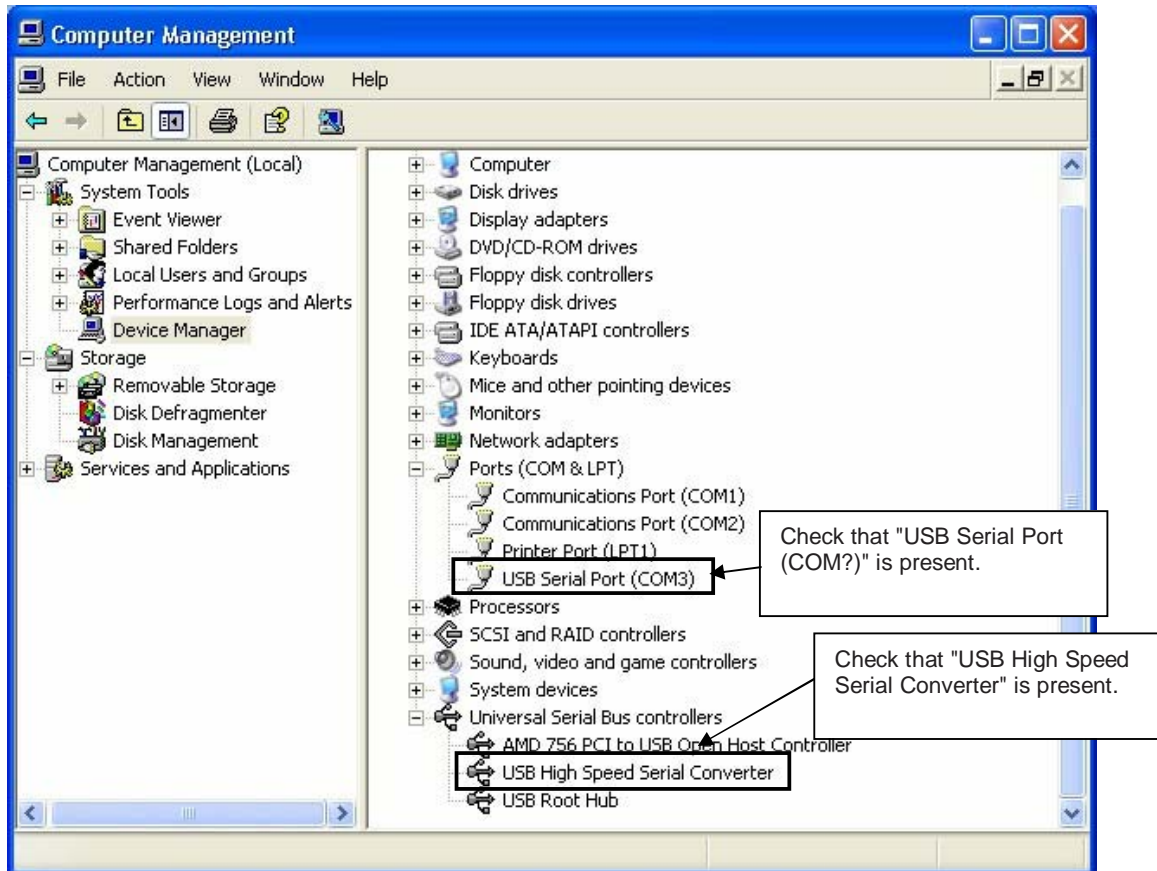 Computer Management
File Action View Window Help
Computer Management (Local)
System Tools
Event Viewer
Shared Folders
Local Users and Groups
Performance Logs and Alerts
Device Manager
Storage
Removable Storage
Disk Defragmenter
Disk Management
Services and Applications
Computer
Disk drives
Display adapters
DVD/CD-ROM drives
Floppy disk controllers
Floppy disk drives
IDE ATA/ATAPI controllers
Keyboards
Mice and other pointing devices
Monitors
Network adapters
Ports (COM & LPT)
Communications Port (COM1)
Communications Port (COM2)
Printer Port (LPT1)
USB Serial Port (COM3)
Processors
SCSI and RAID controllers
Sound, video and game controllers
System devices
Universal Serial Bus controllers
AMD 756 PCI to USB Open Host Controller
USB High Speed Serial Converter
USB Root Hub
Check that "USB Serial Port
(COM?)" is present.
Check that "USB High Speed
Serial Converter" is present.